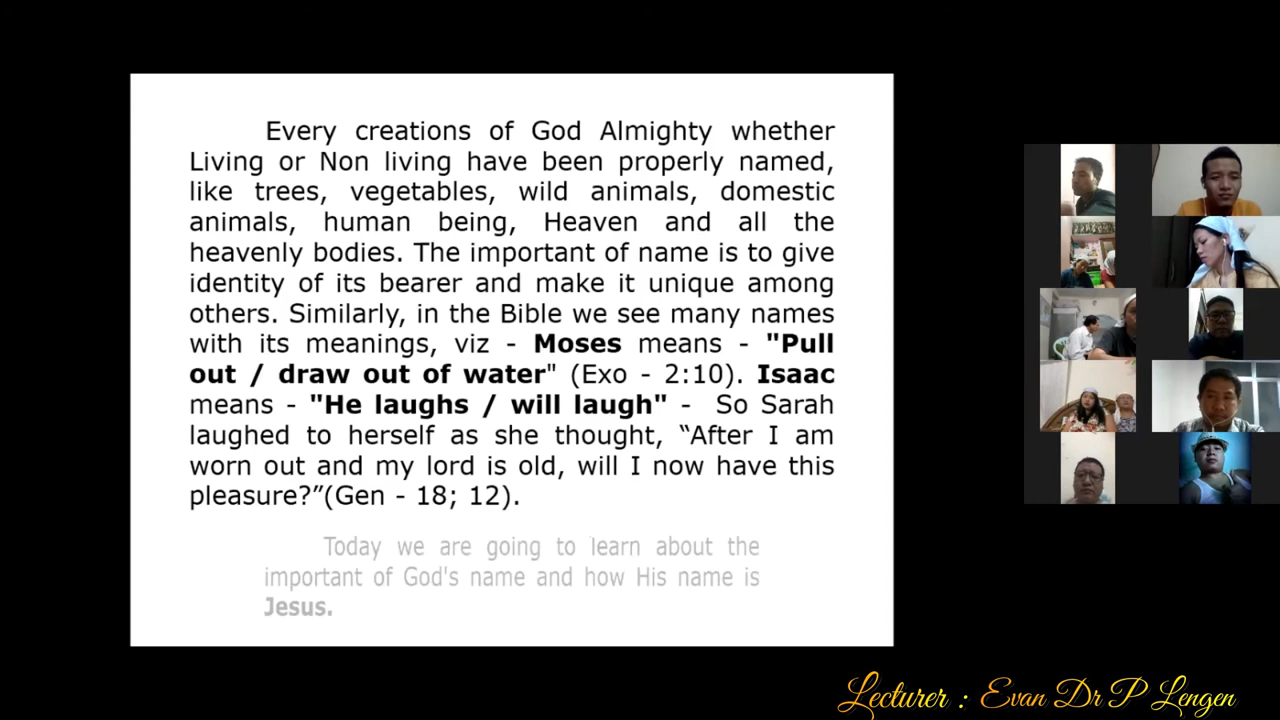 Every creations of God Almighty whether
Living or Non living have been properly named,
like trees, vegetables, wild animals, domestic
animals, human being, Heaven and all the
heavenly bodies. The important of name is to give
identity of its bearer and make it unique among
others. Similarly, in the Bible we see many names
with its meanings, viz - Moses means - "Pull
out / draw out of water" (Exo - 2:10). Isaac
means - "He laughs / will laugh" - So Sarah
laughed to herself as she thought, “After I am
worn out and my lord is old, will I now have this
pleasure?”(Gen - 18; 12).
Today we are going to learn about the
important of God's name and how His name is
Jesus.
Lecturer : Evan Dr P Lengen